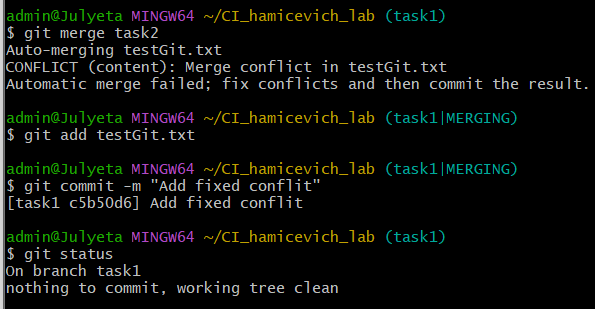 admin@Julyeta MINGW64 ~/CI_hamicevich_lab (task1)
$ git merge task2
Auto-merging testGit.txt
CONFLICT (content): Merge conflict in testGit.txt
Automatic merge failed; fix conflicts and then commit the result.
admin@Julyeta MINGW64 ~/CI_hamicevich_lab (task1|MERGING)
$ git add testGit.txt
admin@Julyeta MINGW64 ~/CI_hamicevich_lab (task1|MERGING)
$ git commit -m "Add fixed conflit"
[task1 c5b50d6] Add fixed conflit
admin@Julyeta MINGW64 ~/CI_hamicevich_lab (task1)
$ git status
On branch task1
nothing to commit, working tree clean